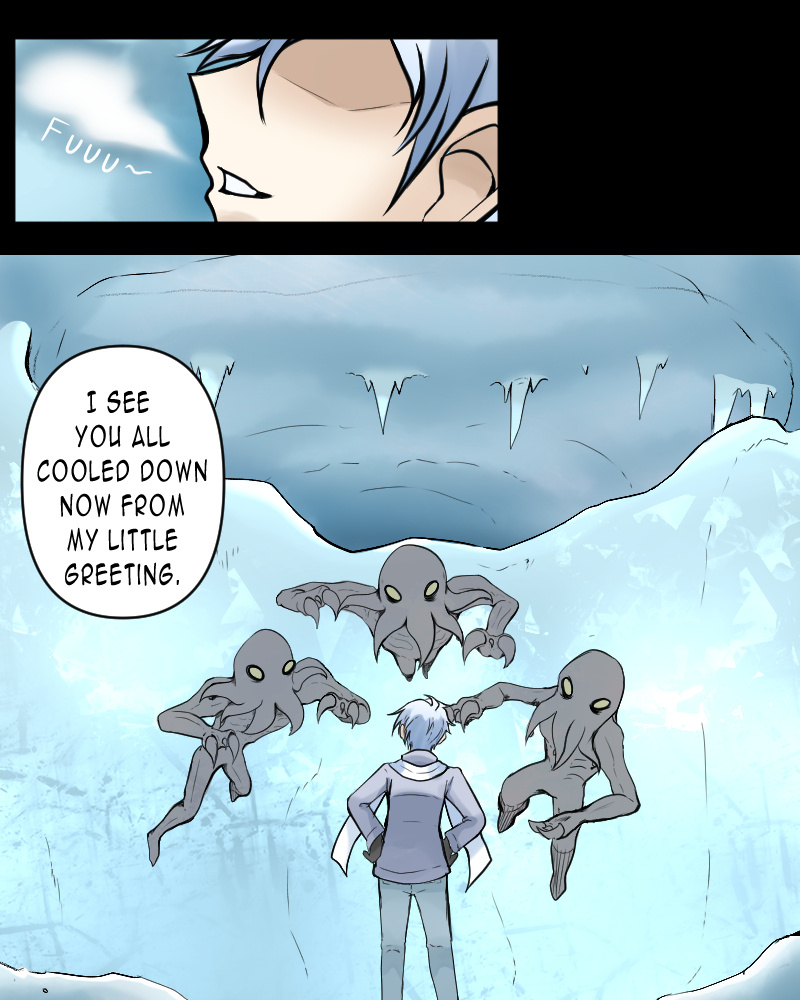 FUUU~
I SEE
YOU ALL
COOLED DOWN
NOW FROM
MY LITTLE
GREETING.